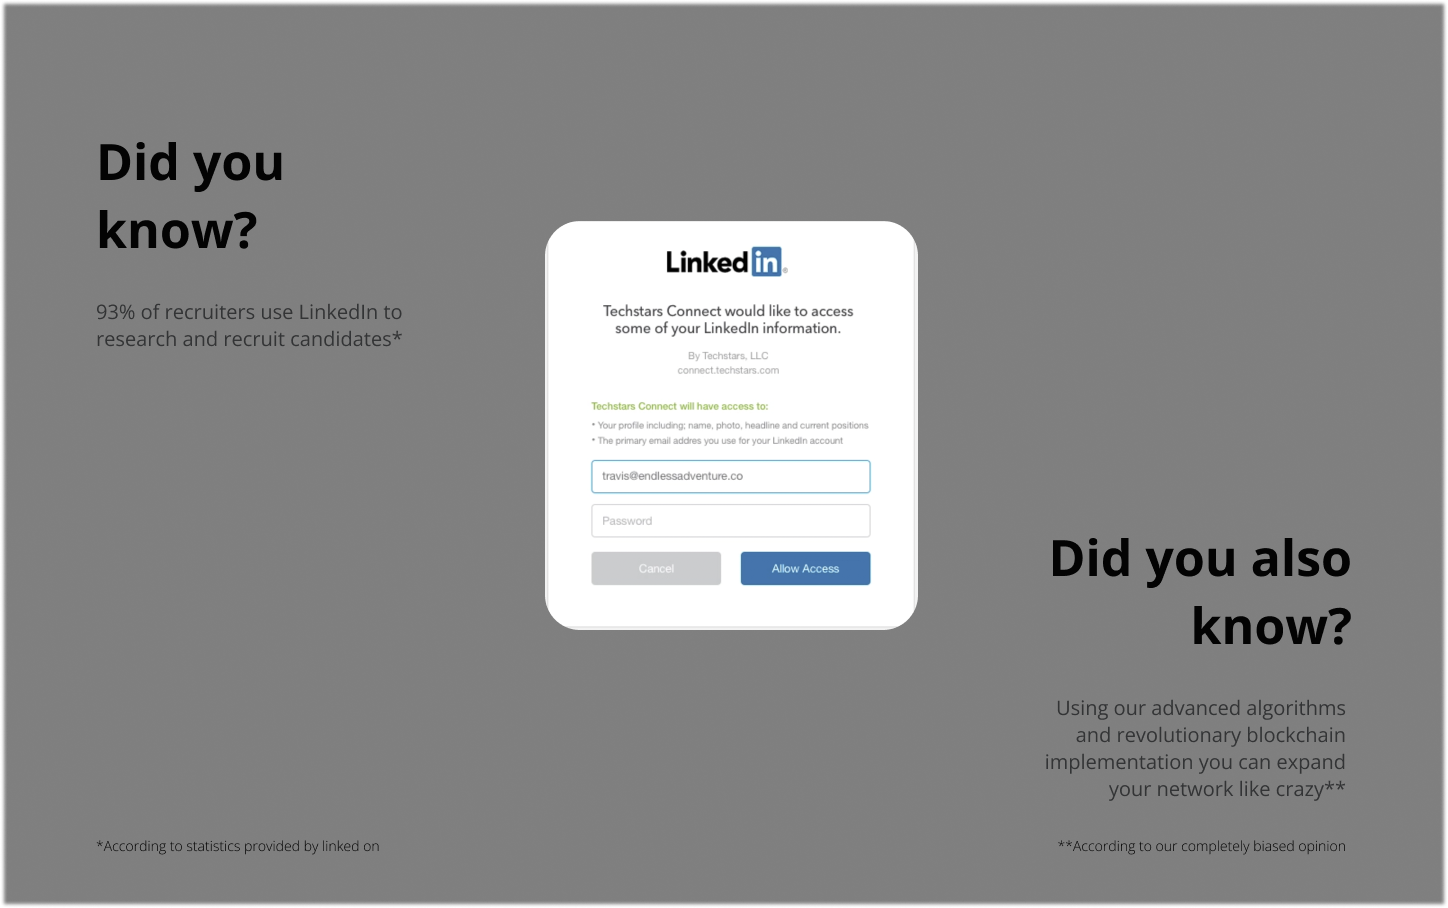 Did you
know?
93% of recruiters use LinkedIn to
research and recruit candidates*
Linked in®
Techstars Connect would like to access
some of your LinkedIn information.
By Techstars, LLC
connect.techstars.com
Techstars Connect will have access to:
* Your profile including; name, photo, headline and current positions
* The primary email addres you use for your LinkedIn account
travis@endlessadventure.co
Password
Cancel Allow Access
Did you also
know?
Using our advanced algorithms
and revolutionary blockchain
implementation you can expand
your network like crazy**
*According to statistics provided by linked on
**According to our completely biased opinion